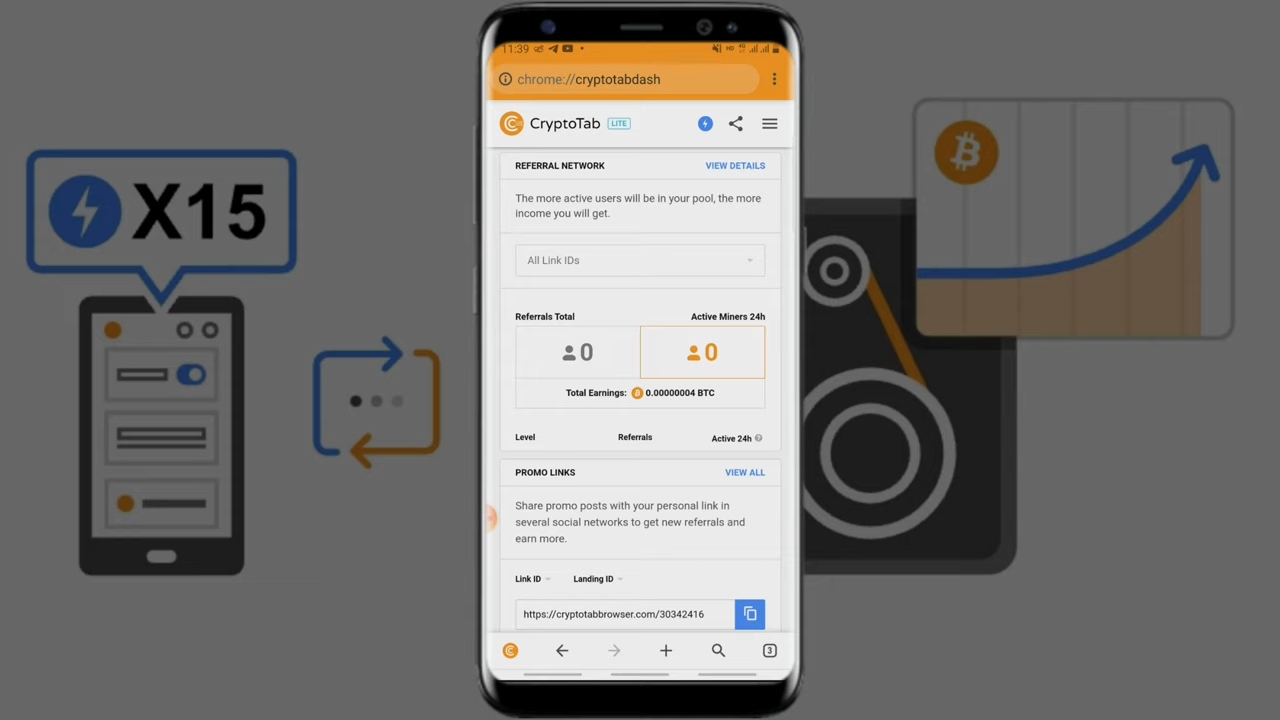 X15
11:39
HD 4G
chrome://cryptotabdash
CryptoTab LITE
REFERRAL NETWORK VIEW DETAILS
The more active users will be in your pool, the more
income you will get.
All Link IDs
Referrals Total Active Miners 24h
0 0
Total Earnings: 0.00000004 BTC
Level Referrals Active 24h ?
PROMO LINKS VIEW ALL
Share promo posts with your personal link in
several social networks to get new referrals and
earn more.
Link ID Landing ID
https://cryptotabbrowser.com/30342416
3